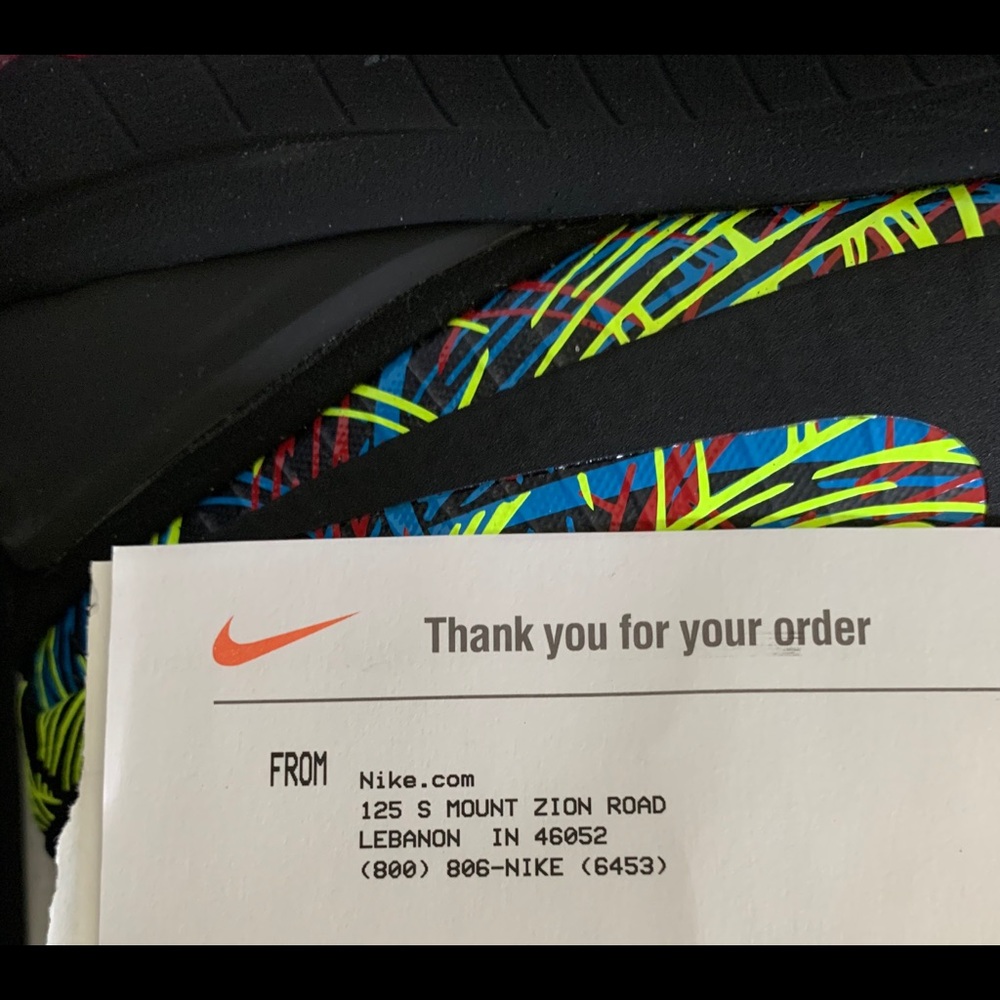 Thank you for your order
FROM
Nike.com
125 S MOUNT ZION ROAD
LEBANON IN 46052
(800) 806-NIKE (6453)